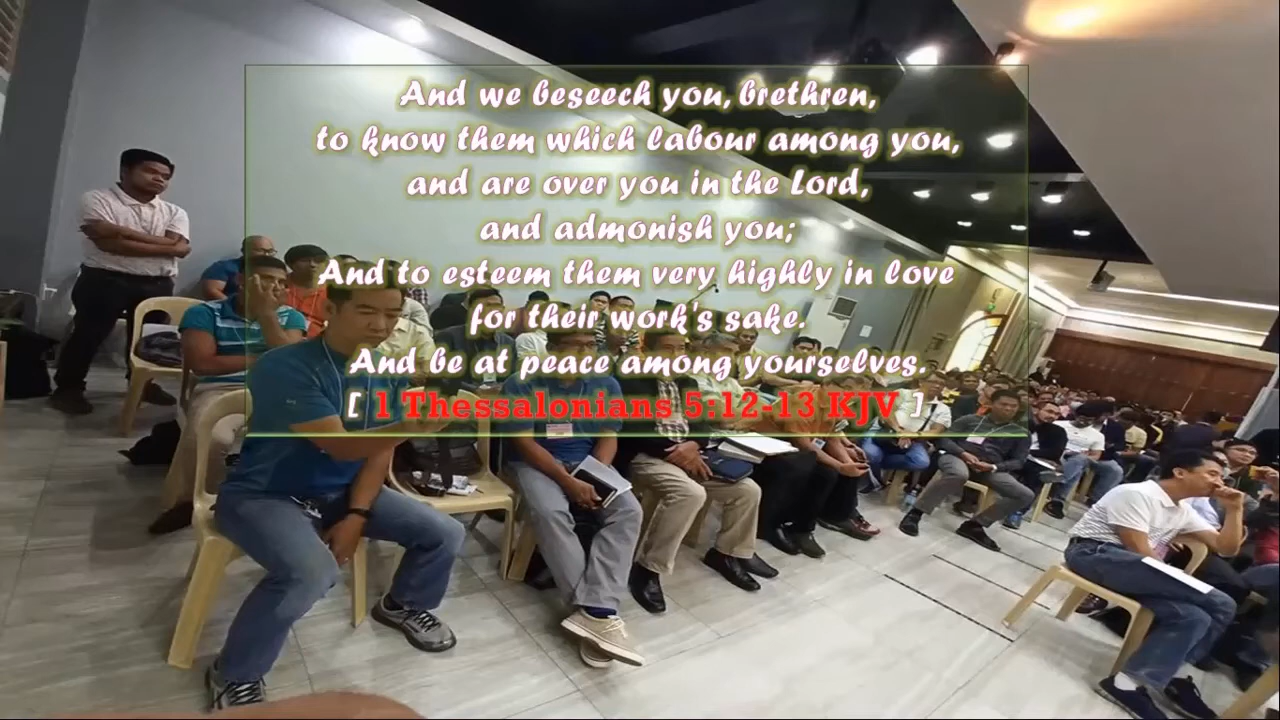 And we beseech you, brethren,
to know them which labour among you,
and are over you in the Lord,
and admonish you;
And to esteem them very highly in love
for their work's sake.
And be at peace among yourselves.
[ 1 Thessalonians 5:12-13 KJV ]